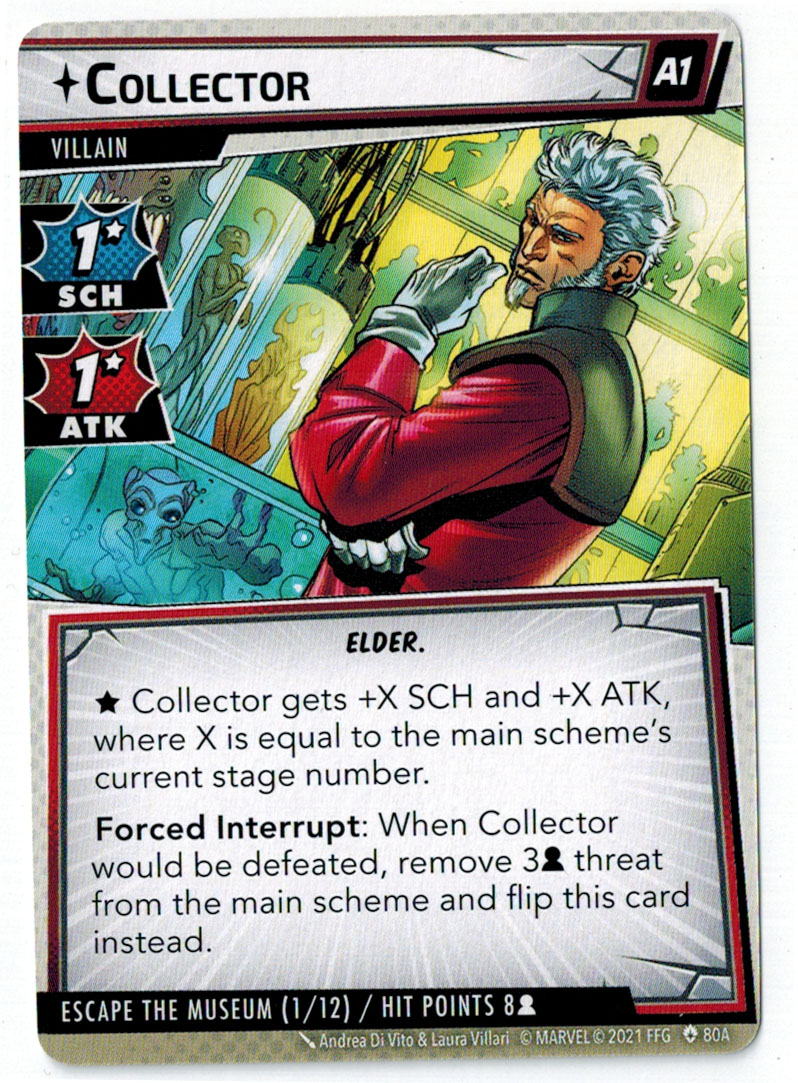 COLLECTOR
A1
VILLAIN
1
SCH
1
ATK
ELDER.
★ Collector gets +X SCH and +X ATK,
where X is equal to the main scheme's
current stage number.
Forced Interrupt: When Collector
would be defeated, remove 3 threat
from the main scheme and flip this card
instead.
ESCAPE THE MUSEUM (1/12) / HIT POINTS 8
Andrea Di Vito & Laura Villari © MARVEL © 2021 FFG 80A